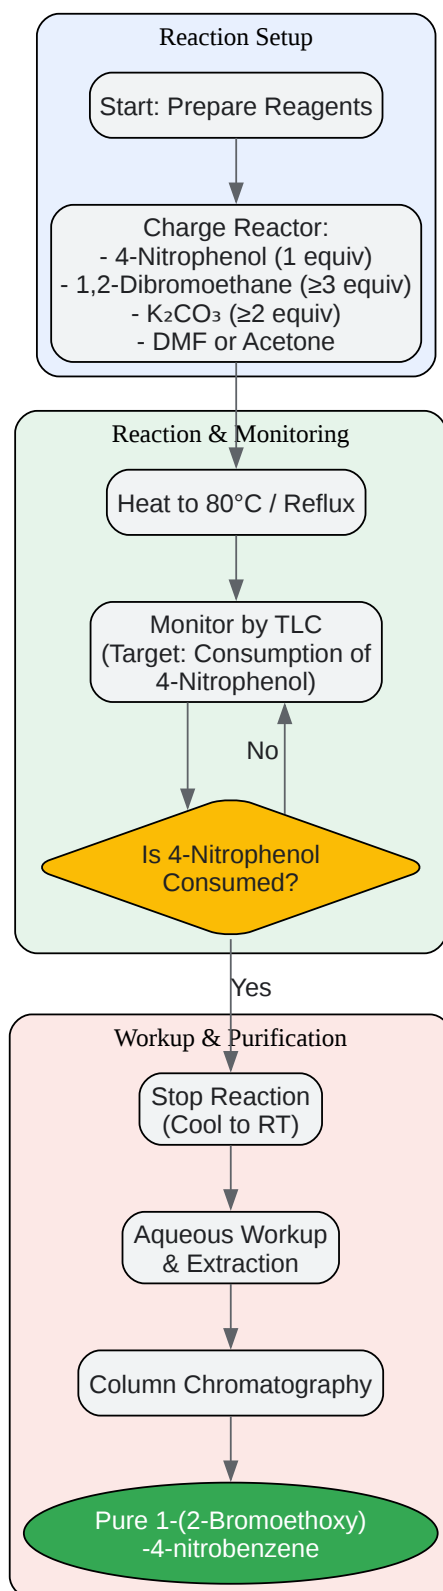 Reaction Setup
Start: Prepare Reagents
Charge Reactor:
- 4-Nitrophenol (1 equiv)
- 1,2-Dibromoethane (≥3 equiv)
- K₂CO₃ (≥2 equiv)
- DMF or Acetone
Reaction & Monitoring
Heat to 80°C / Reflux
Monitor by TLC
(Target: Consumption of
4-Nitrophenol)
No
Is 4-Nitrophenol
Consumed?
Yes
Workup & Purification
Stop Reaction
(Cool to RT)
Aqueous Workup
& Extraction
Column Chromatography
Pure 1-(2-Bromoethoxy)
-4-nitrobenzene